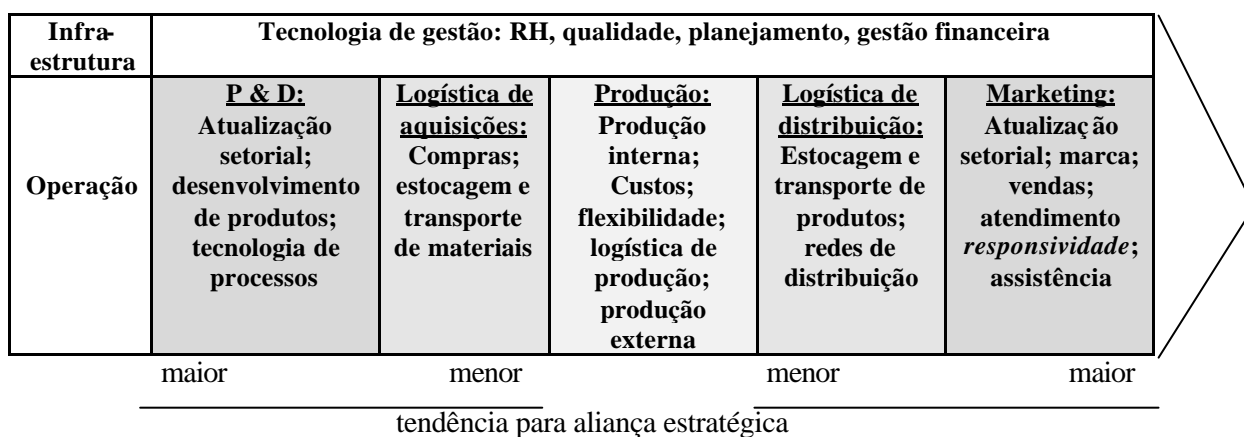 Infra-
estrutura
Tecnologia de gestão: RH, qualidade, planejamento, gestão financeira
Operação
P & D:
Atualização
setorial;
desenvolvimento
de produtos;
tecnologia de
processos
Logística de
aquisições:
Compras;
estocagem e
transporte
de materiais
Produção:
Produção
interna;
Custos;
flexibilidade;
logística de
produção;
produção
externa
Logística de
distribuição:
Estocagem e
transporte de
produtos;
redes de
distribuição
Marketing:
Atualização
setorial; marca;
vendas;
atendimento
responsividade;
assistência
maior menor menor maior
tendência para aliança estratégica